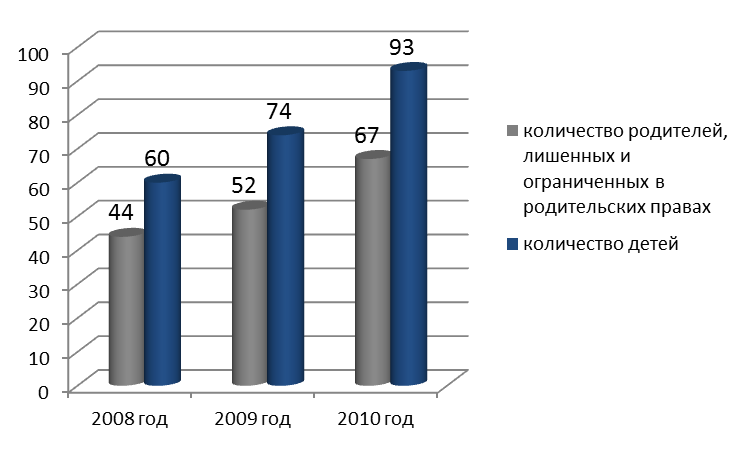 100
90
80
70
60
50
40
30
20
10
0
44
60
52
74
67
93
2008 год
2009 год
2010 год
количество родителей,
лишенных и
ограниченных в
родительских правах
количество детей